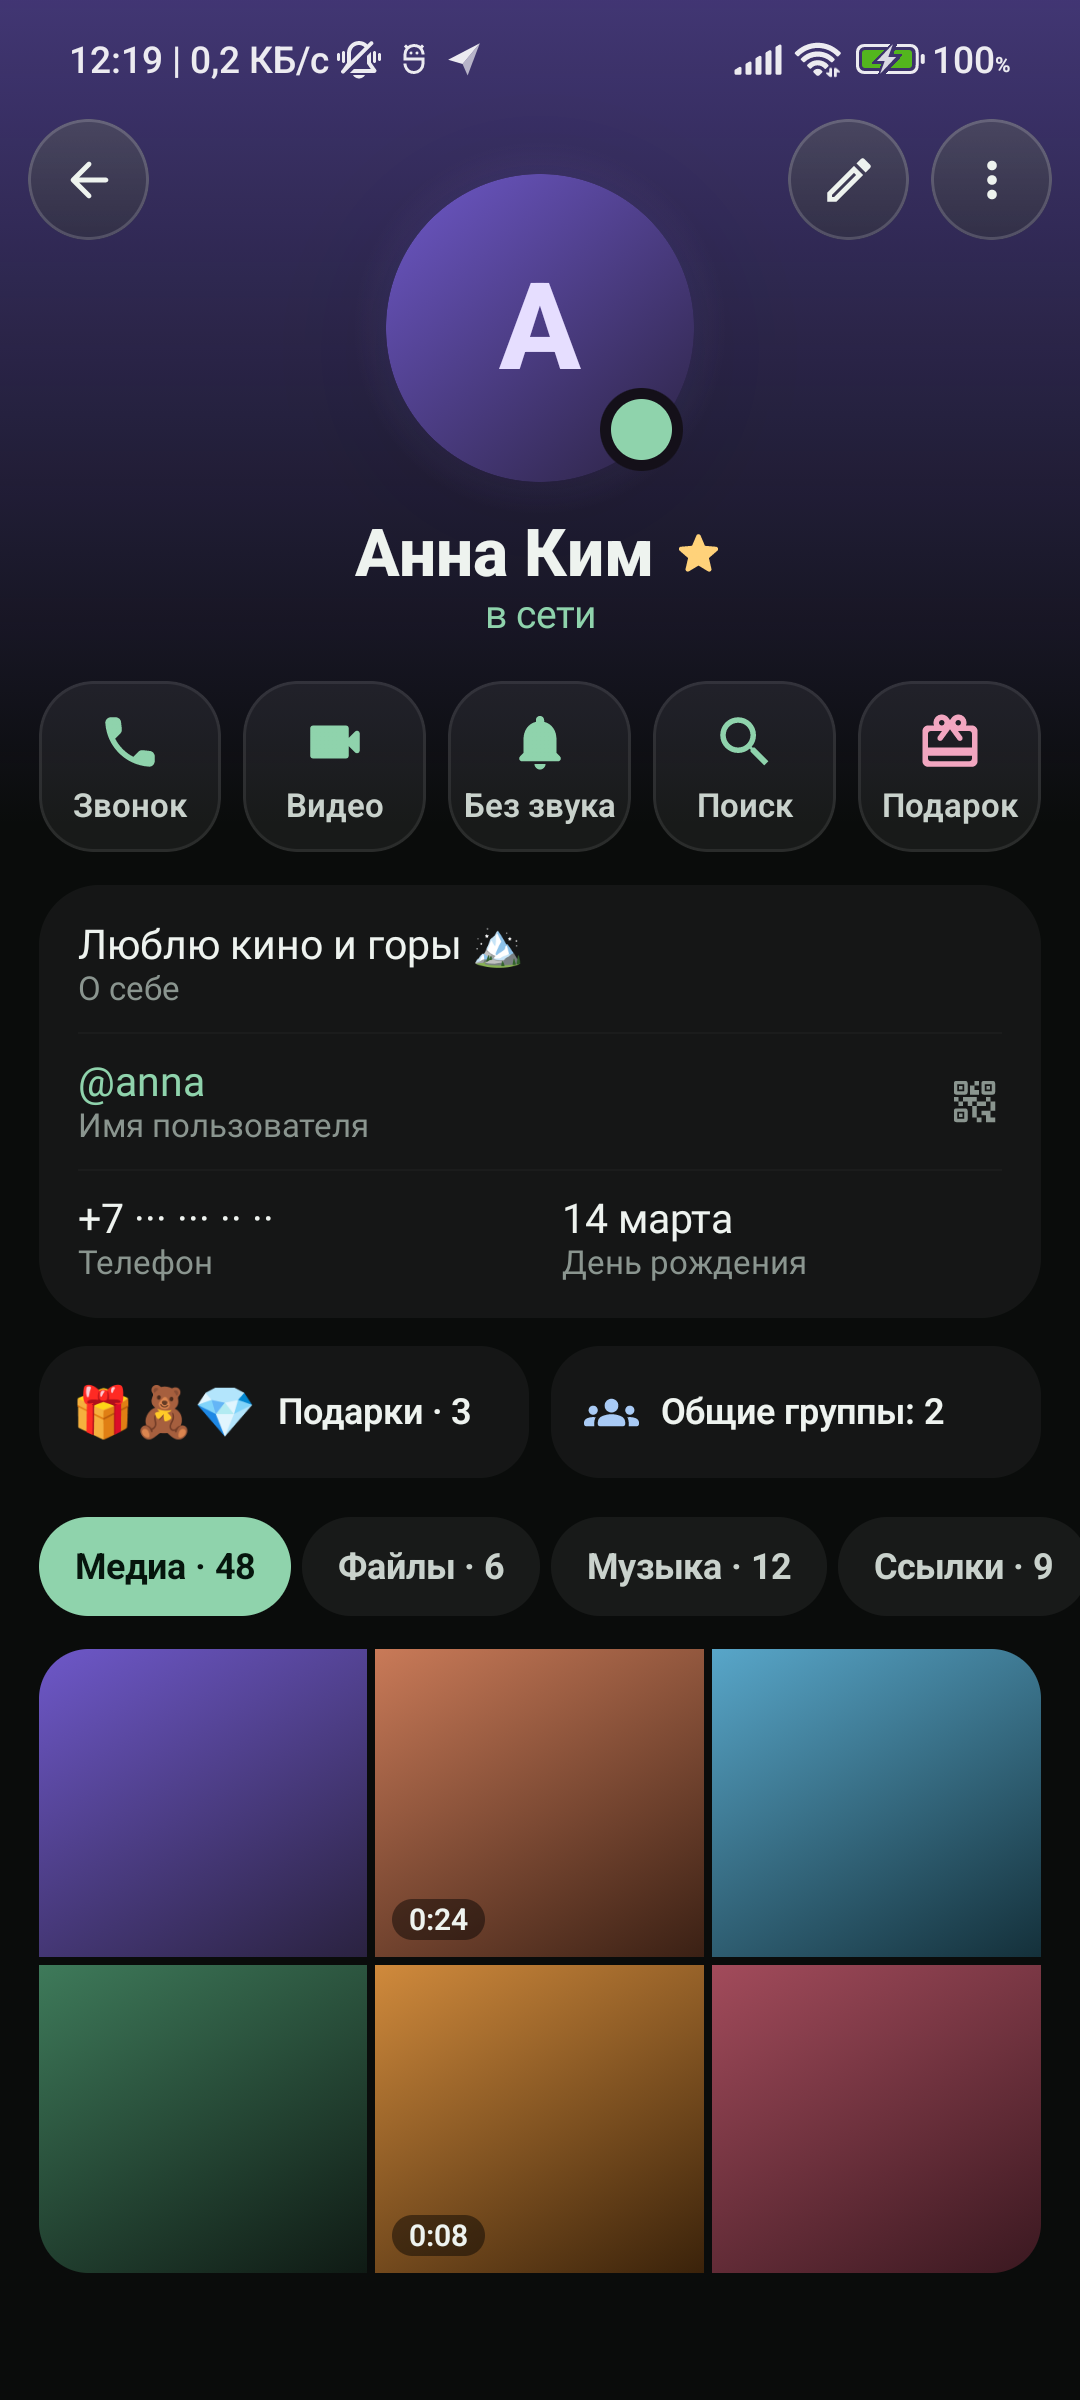 12:19 | 0,2 КБ/с 100%
А
Анна Ким
в сети
Звонок Видео Без звука Поиск Подарок
Люблю кино и горы 🏔️
О себе
@anna
Имя пользователя
+7 ··· ··· ·· ·· 14 марта
Телефон День рождения
Подарки · 3 Общие группы: 2
Медиа · 48 Файлы · 6 Музыка · 12 Ссылки · 9
0:24
0:08